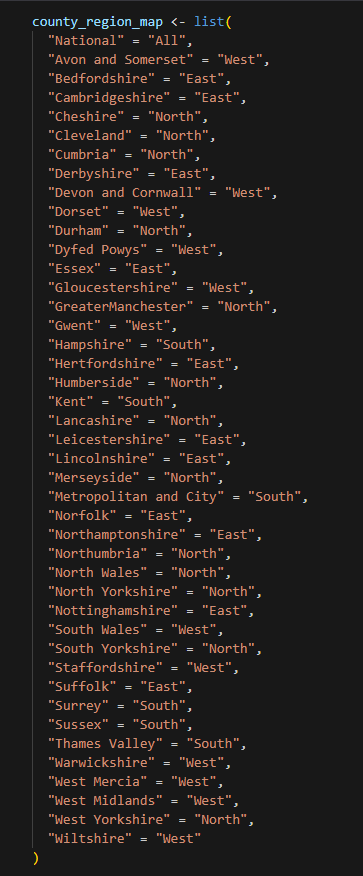 county_region_map <- list(
"National" = "All",
"Avon and Somerset" = "West",
"Bedfordshire" = "East",
"Cambridgeshire" = "East",
"Cheshire" = "North",
"Cleveland" = "North",
"Cumbria" = "North",
"Derbyshire" = "East",
"Devon and Cornwall" = "West",
"Dorset" = "West",
"Durham" = "North",
"Dyfed Powys" = "West",
"Essex" = "East",
"Gloucestershire" = "West",
"GreaterManchester" = "North",
"Gwent" = "West",
"Hampshire" = "South",
"Hertfordshire" = "East",
"Humberside" = "North",
"Kent" = "South",
"Lancashire" = "North",
"Leicestershire" = "East",
"Lincolnshire" = "East",
"Merseyside" = "North",
"Metropolitan and City" = "South",
"Norfolk" = "East",
"Northamptonshire" = "East",
"Northumbria" = "North",
"North Wales" = "North",
"North Yorkshire" = "North",
"Nottinghamshire" = "East",
"South Wales" = "West",
"South Yorkshire" = "North",
"Staffordshire" = "West",
"Suffolk" = "East",
"Surrey" = "South",
"Sussex" = "South",
"Thames Valley" = "South",
"Warwickshire" = "West",
"West Mercia" = "West",
"West Midlands" = "West",
"West Yorkshire" = "North",
"Wiltshire" = "West"
)